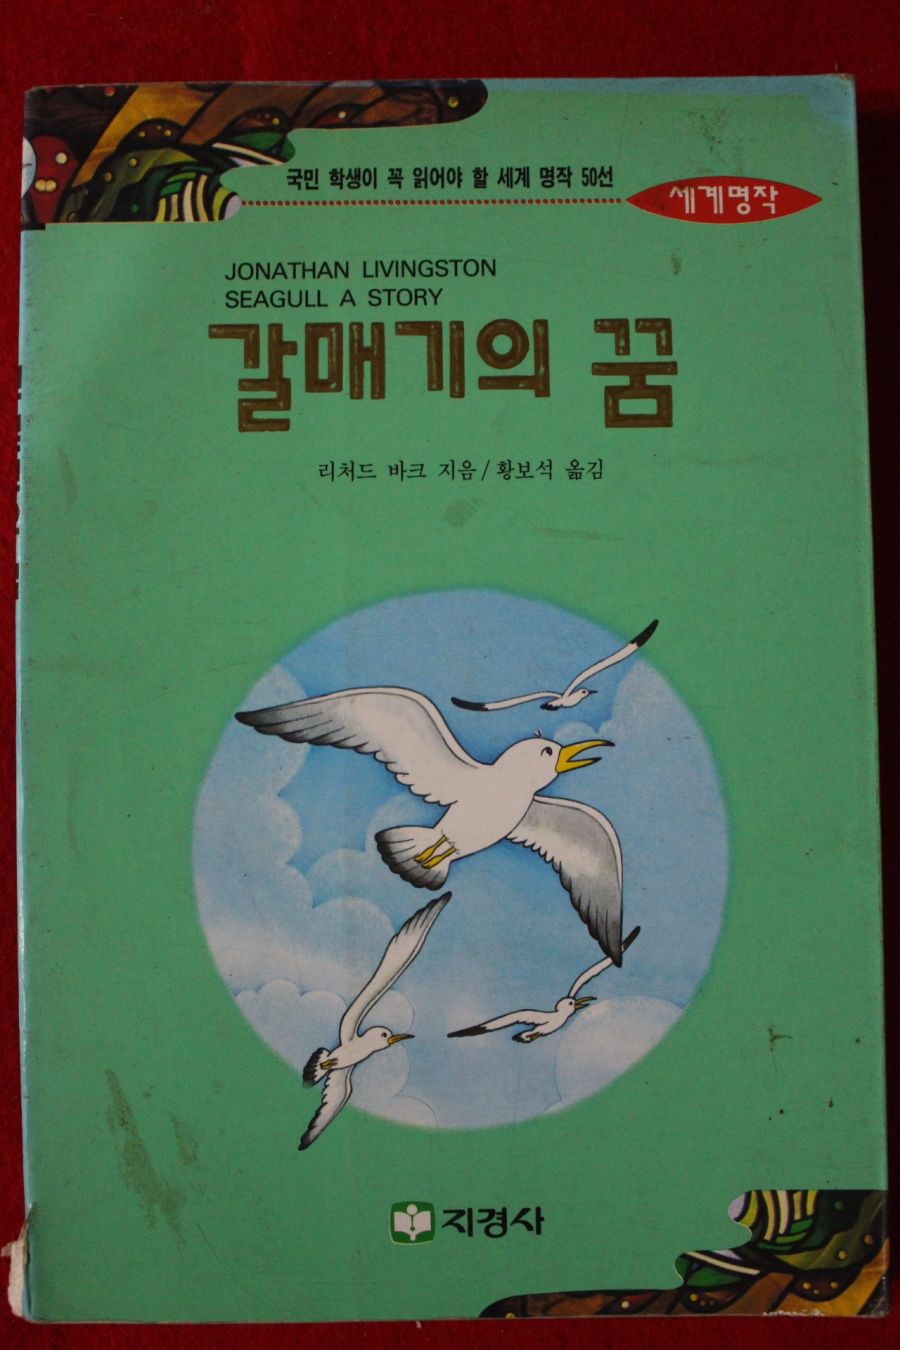 국민 학생이 꼭 읽어야 할 세계 명작 50선
세계명작
JONATHAN LIVINGSTON
SEAGULL A STORY
갈매기의 꿈
리처드 바크 지음/황보석 옮김
지경사